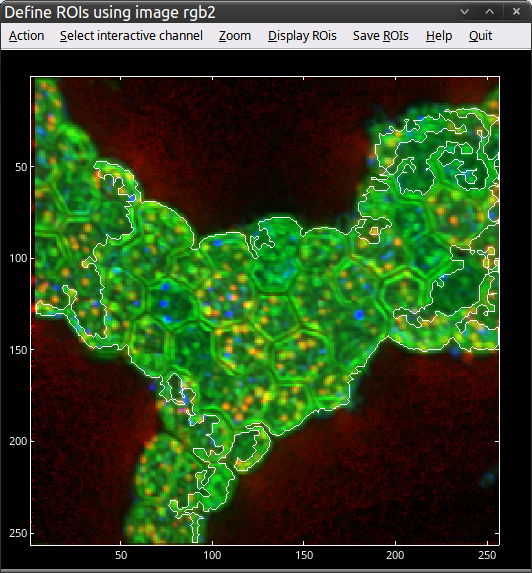 Define ROIs using image rgb2
Action Select interactive channel Zoom Display ROis Save ROIs Help Quit
50
100
150
200
250
50 100 150 200 250